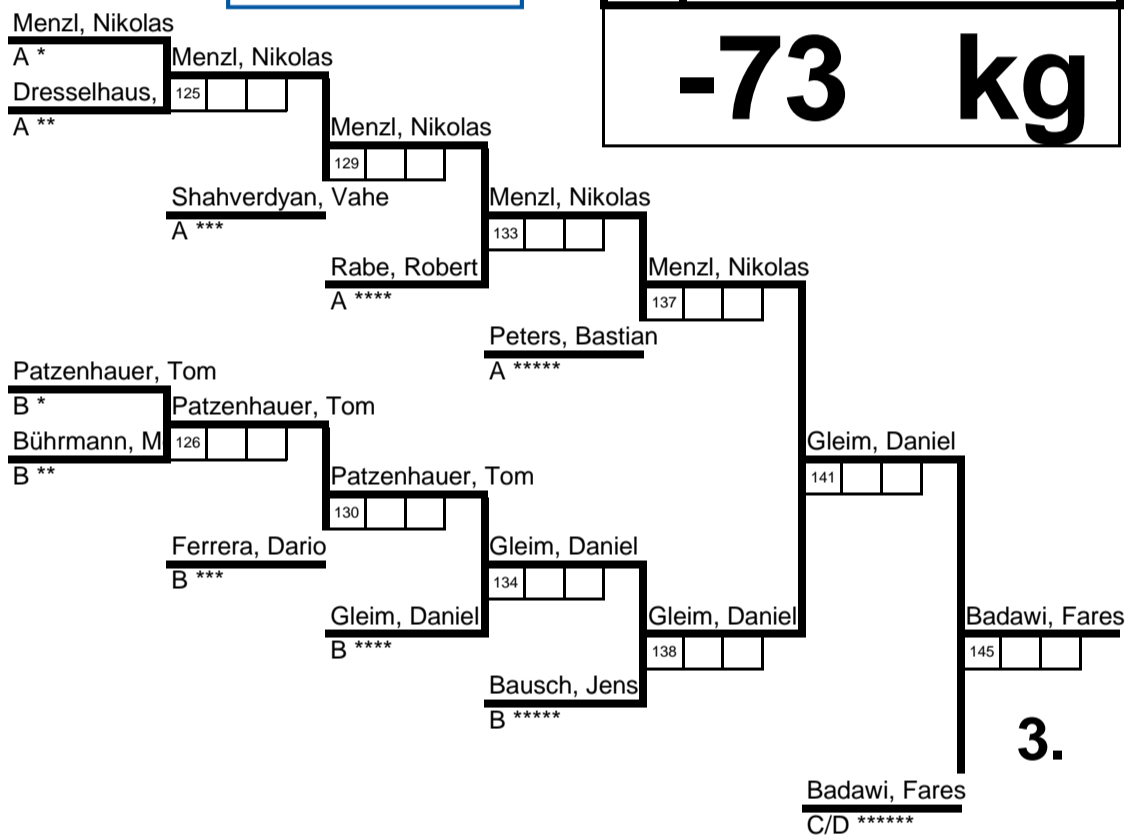 Menzl, Nikolas
A *
Dresselhaus,
A **
Menzl, Nikolas
125
Menzl, Nikolas
129
Shahverdyan, Vahe
A ***
Menzl, Nikolas
133
Rabe, Robert
A ****
Menzl, Nikolas
137
Peters, Bastian
A *****
-73 kg
Patzenhauer, Tom
B *
Bührmann, M
B **
Patzenhauer, Tom
126
Patzenhauer, Tom
130
Ferrera, Dario
B ***
Gleim, Daniel
134
Gleim, Daniel
B ****
Gleim, Daniel
138
Bausch, Jens
B *****
Gleim, Daniel
141
Badawi, Fares
145
3.
Badawi, Fares
C/D ******